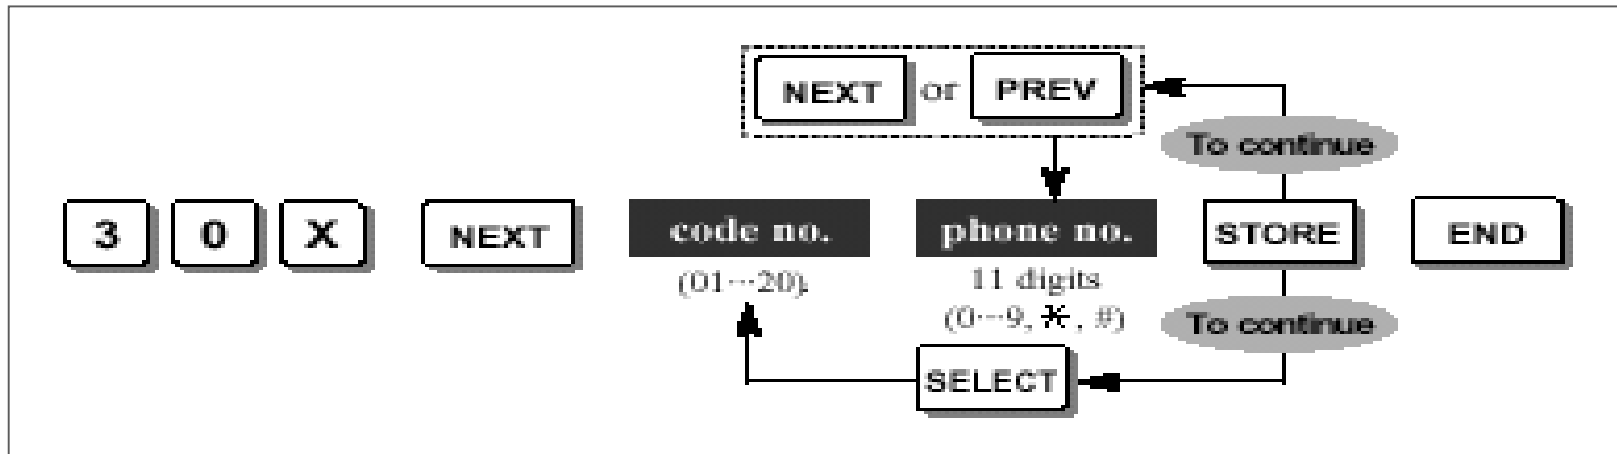 NEXT or PREV
To continue
3 0 X NEXT code no. phone no. STORE END
(01···20)
11 digits
(0···9, *, #)
To continue
SELECT